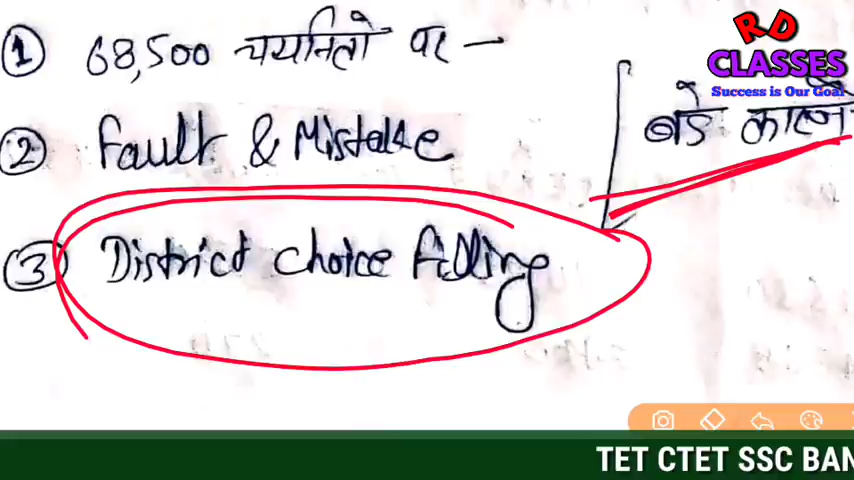 RD
CLASSES
Success is Our Goal
① 68,500 चयनितो पर —
② Fault & Mistake
बडे
③ District choice filling
TET CTET SSC BAN